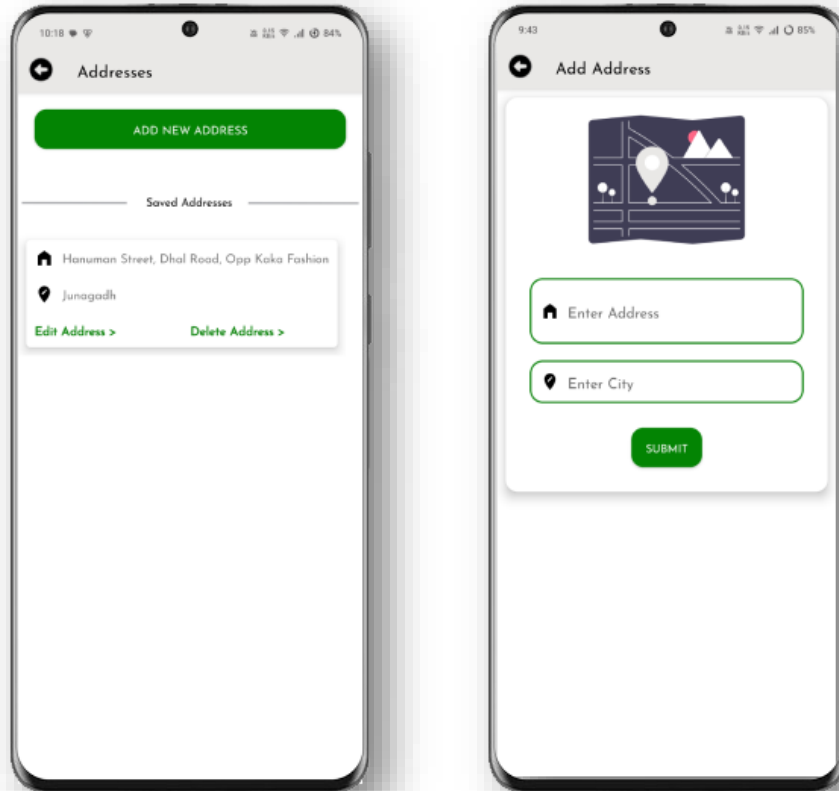 10:18
84%
Addresses
ADD NEW ADDRESS
Saved Addresses
Hanuman Street, Dhal Road, Opp Kaka Fashion
Junagadh
Edit Address > Delete Address >
9:43
85%
Add Address
Enter Address
Enter City
SUBMIT